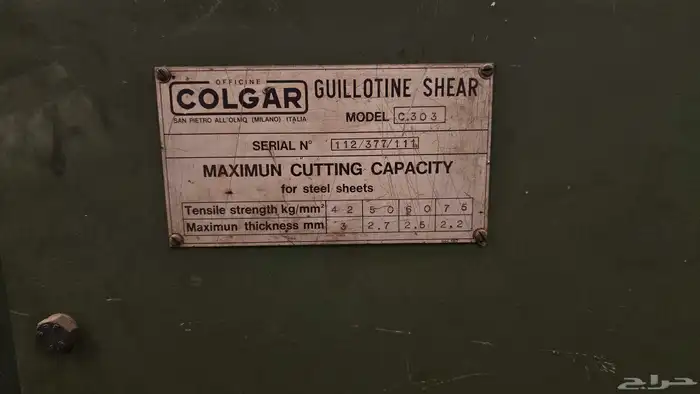 OFFICINE
COLGAR
SAN PIETRO ALL'OLMO (MILANO) ITALIA
GUILLOTINE SHEAR
MODEL C.303
SERIAL N° 112/377/111
MAXIMUN CUTTING CAPACITY
for steel sheets
Tensile strength kg/mm² 42 50 60 75
Maximun thickness mm 3 2.7 2.5 2.2
حراج